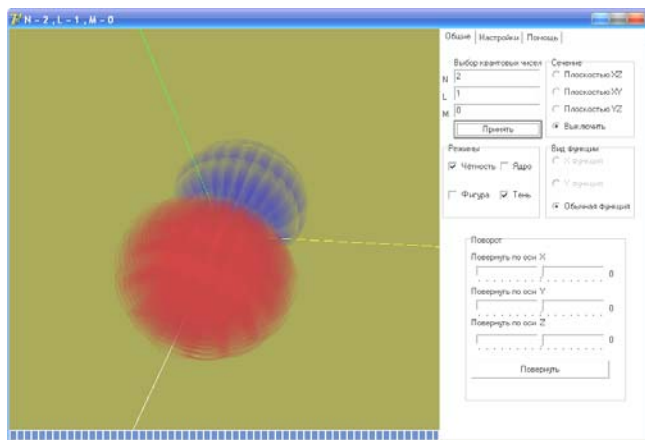 N - 2 , L - 1 , M - 0
Общие Настройки Помощь
Выбор квантовых чисел
N 2
L 1
M 0
Принять
Сечение
Плоскостью XZ
Плоскостью XY
Плоскостью YZ
Выключить
Режимы
Чётность Ядро
Фигура Тень
Вид функции
X функция
Y функция
Обычная функция
Поворот
Повернуть по оси X
0
Повернуть по оси Y
0
Повернуть по оси Z
0
Повернуть